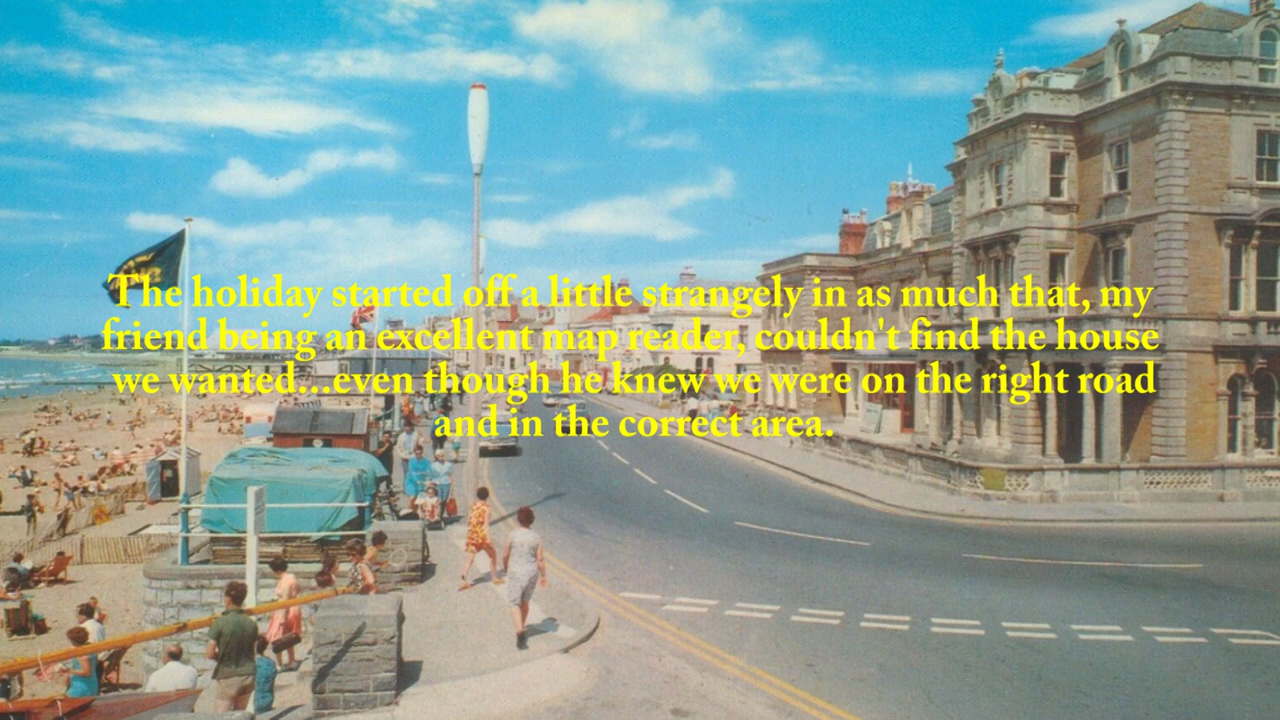 The holiday started off a little strangely in as much that, my
friend being an excellent map reader, couldn't find the house
we wanted...even though he knew we were on the right road
and in the correct area.